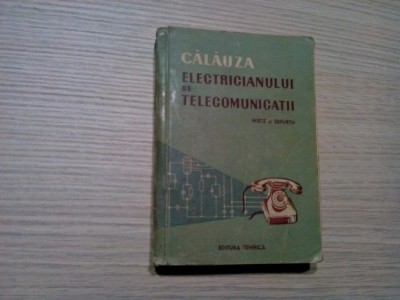 CĂLĂUZA
ELECTRICIANULUI
DE
TELECOMUNICAȚII
EDITURA TEHNICĂ